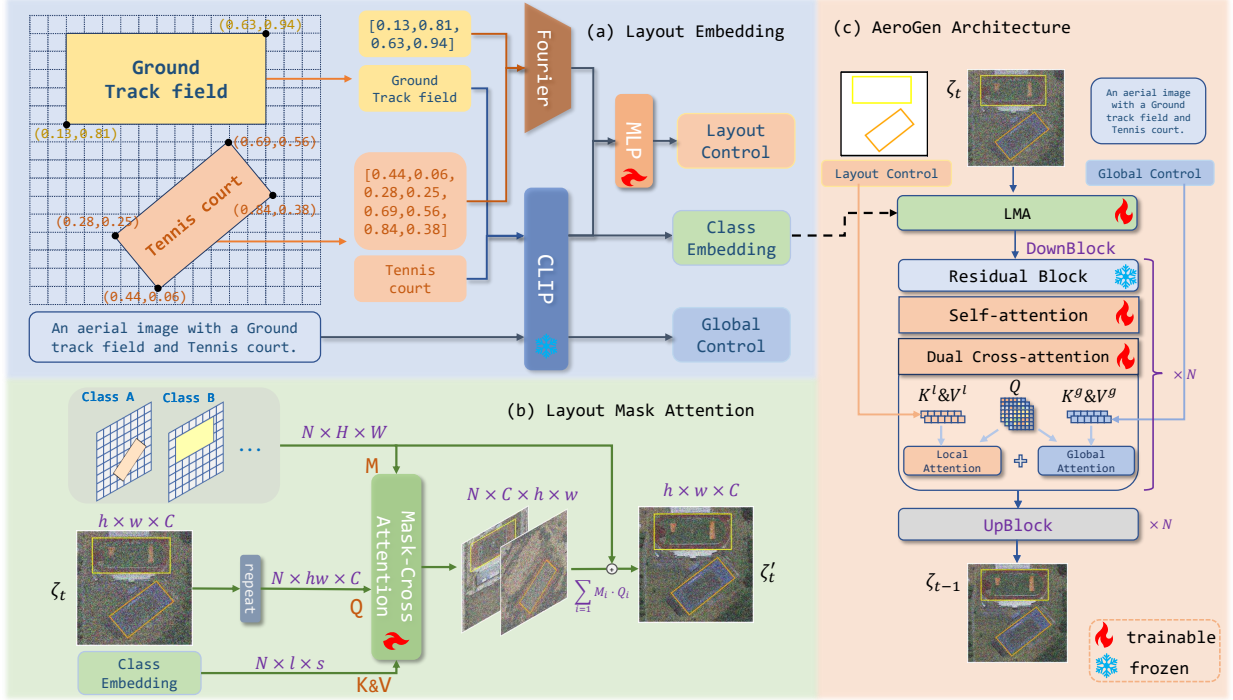 (a) Layout Embedding
(0.63,0.94)
Ground
Track field
(0.13,0.81)
(0.69,0.56)
Tennis court
(0.84,0.38)
(0.28,0.25)
(0.44,0.06)
[0.13,0.81,
0.63,0.94]
Ground
Track field
[0.44,0.06,
0.28,0.25,
0.69,0.56,
0.84,0.38]
Tennis
court
Fourier
MLP
Layout
Control
CLIP
Class
Embedding
Global
Control
An aerial image with a Ground
track field and Tennis court.
(b) Layout Mask Attention
Class A
Class B
...
N × H × W
M
h × w × C
ζt
repeat
N × hw × C
Q
Class
Embedding
N × l × s
K&V
Mask-Cross
Attention
N × C × h × w
∑i=1 Mi · Qi
+
h × w × C
ζ't
(c) AeroGen Architecture
ζt
An aerial image
with a Ground
track field and
Tennis court.
Layout Control
Global Control
LMA
DownBlock
Residual Block
Self-attention
Dual Cross-attention
× N
K^l&V^l
Q
K^g&V^g
Local
Attention
+
Global
Attention
UpBlock
× N
ζt−1
trainable
frozen